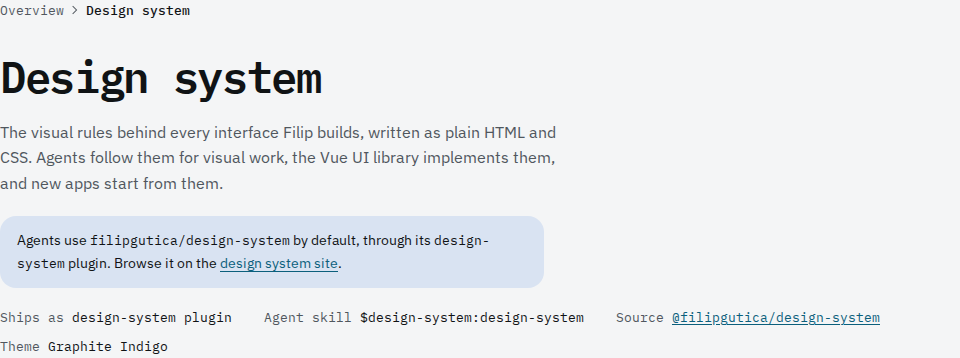 Overview > Design system
Design system
The visual rules behind every interface Filip builds, written as plain HTML and
CSS. Agents follow them for visual work, the Vue UI library implements them,
and new apps start from them.
Agents use filipgutica/design-system by default, through its design-
system plugin. Browse it on the design system site.
Ships as design-system plugin Agent skill $design-system:design-system Source @filipgutica/design-system
Theme Graphite Indigo